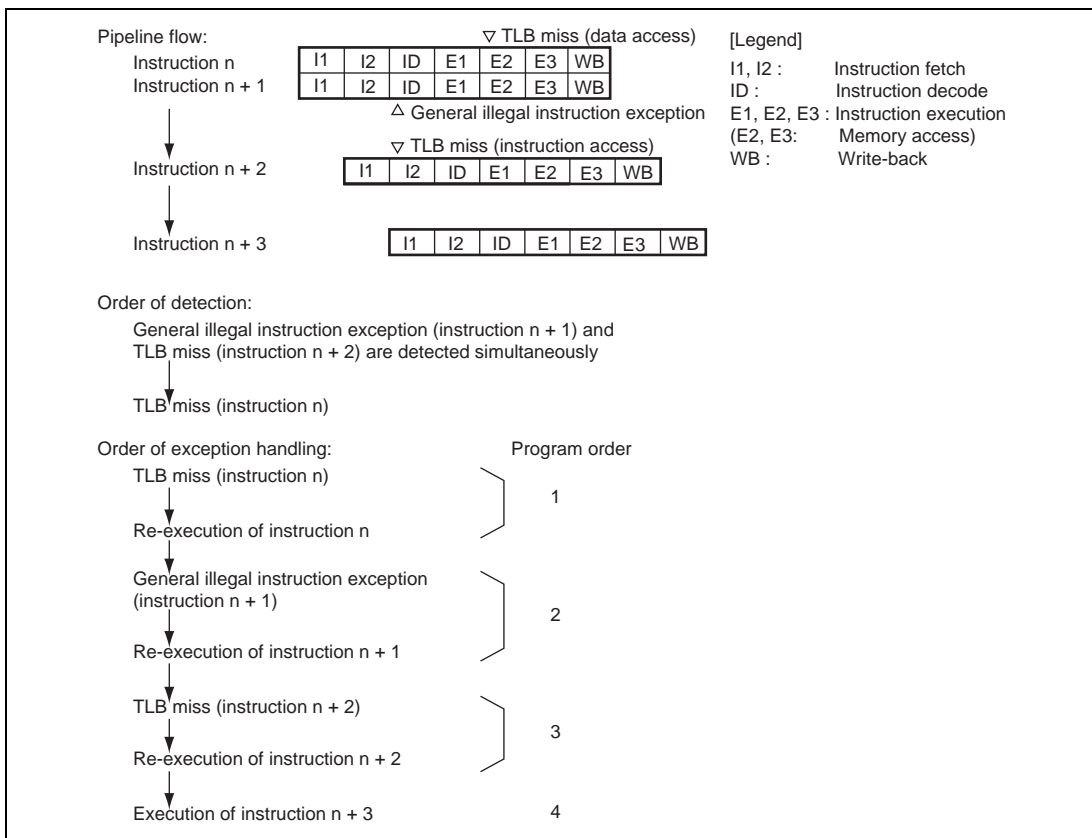 Pipeline flow:
▽ TLB miss (data access)
Instruction n I1 I2 ID E1 E2 E3 WB
Instruction n + 1 I1 I2 ID E1 E2 E3 WB
△ General illegal instruction exception
▽ TLB miss (instruction access)
Instruction n + 2 I1 I2 ID E1 E2 E3 WB
Instruction n + 3 I1 I2 ID E1 E2 E3 WB
[Legend]
I1, I2 : Instruction fetch
ID : Instruction decode
E1, E2, E3 : Instruction execution
(E2, E3: Memory access)
WB : Write-back
Order of detection:
General illegal instruction exception (instruction n + 1) and
TLB miss (instruction n + 2) are detected simultaneously
TLB miss (instruction n)
Order of exception handling: Program order
TLB miss (instruction n)
1
Re-execution of instruction n
General illegal instruction exception
(instruction n + 1)
2
Re-execution of instruction n + 1
TLB miss (instruction n + 2)
3
Re-execution of instruction n + 2
Execution of instruction n + 3 4